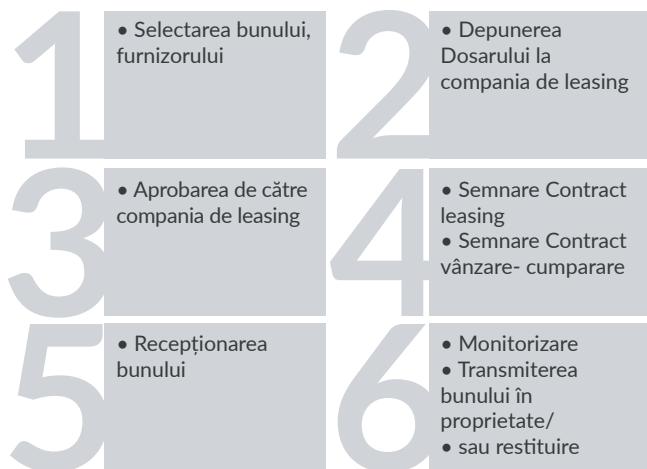 1
• Selectarea bunului,
furnizorului
2
• Depunerea
Dosarului la
compania de leasing
3
• Aprobarea de către
compania de leasing
4
• Semnare Contract
leasing
• Semnare Contract
vânzare- cumparare
5
• Recepționarea
bunului
6
• Monitorizare
• Transmiterea
bunului în
proprietate/
• sau restituire